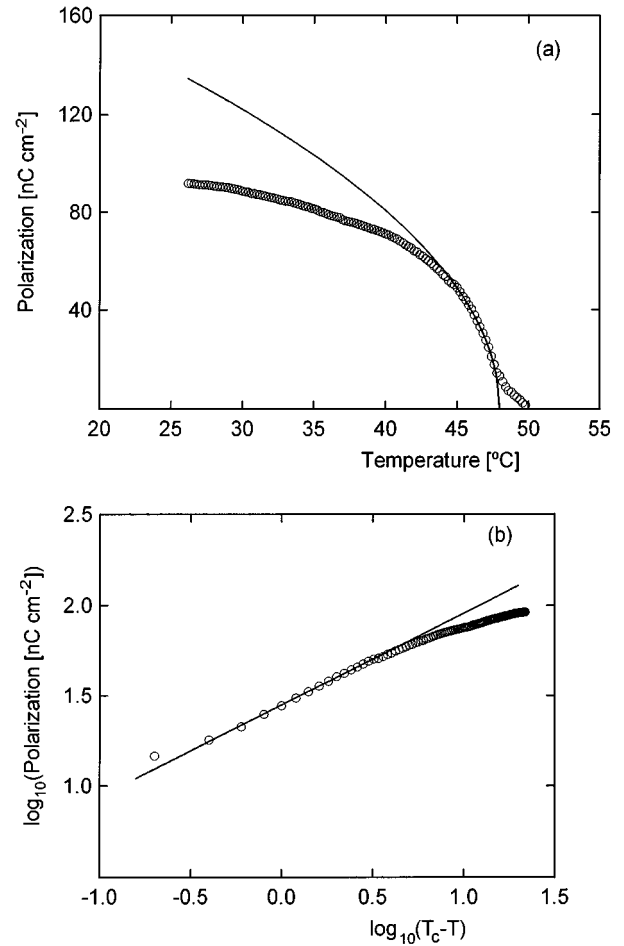 (a)
160
120
80
40
Polarization [nC cm⁻²]
20 25 30 35 40 45 50 55
Temperature [ºC]
(b)
2.5
2.0
1.5
1.0
log₁₀(Polarization [nC cm⁻²])
-1.0 -0.5 0.0 0.5 1.0 1.5
log₁₀(T_c-T)